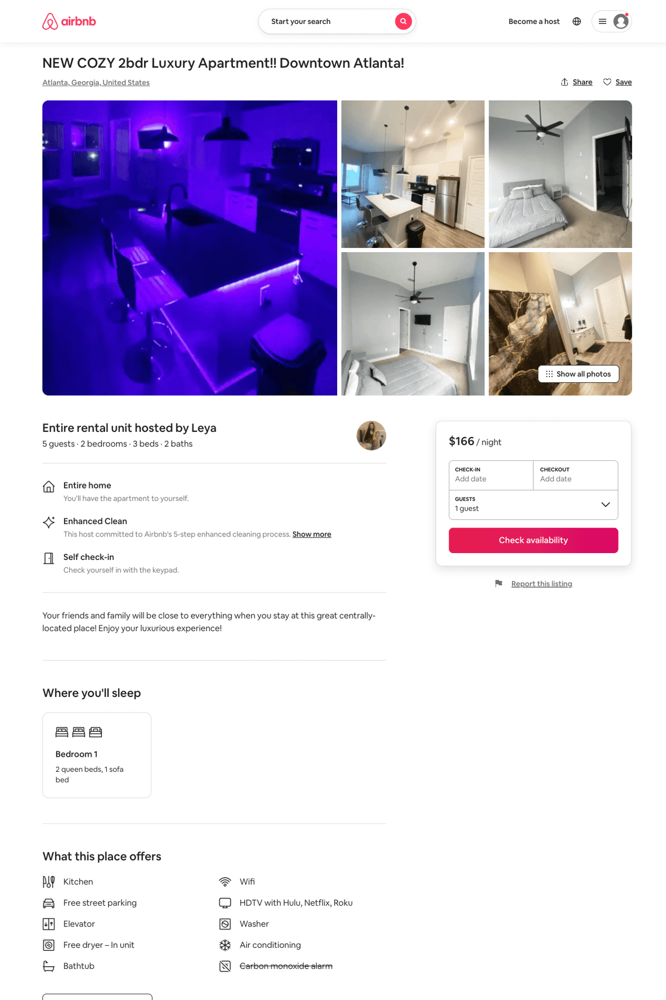 airbnb
Start your search
Become a host
NEW COZY 2bdr Luxury Apartment!! Downtown Atlanta!
Atlanta, Georgia, United States
Share
Save
Show all photos
Entire rental unit hosted by Leya
5 guests · 2 bedrooms · 3 beds · 2 baths
Entire home
You'll have the apartment to yourself.
Enhanced Clean
This host committed to Airbnb's 5-step enhanced cleaning process. Show more
Self check-in
Check yourself in with the keypad.
$166 / night
CHECK-IN
Add date
CHECKOUT
Add date
GUESTS
1 guest
Check availability
Report this listing
Your friends and family will be close to everything when you stay at this great centrally-
located place! Enjoy your luxurious experience!
Where you'll sleep
Bedroom 1
2 queen beds, 1 sofa
bed
What this place offers
Kitchen
Wifi
Free street parking
HDTV with Hulu, Netflix, Roku
Elevator
Washer
Free dryer – In unit
Air conditioning
Bathtub
Carbon monoxide alarm